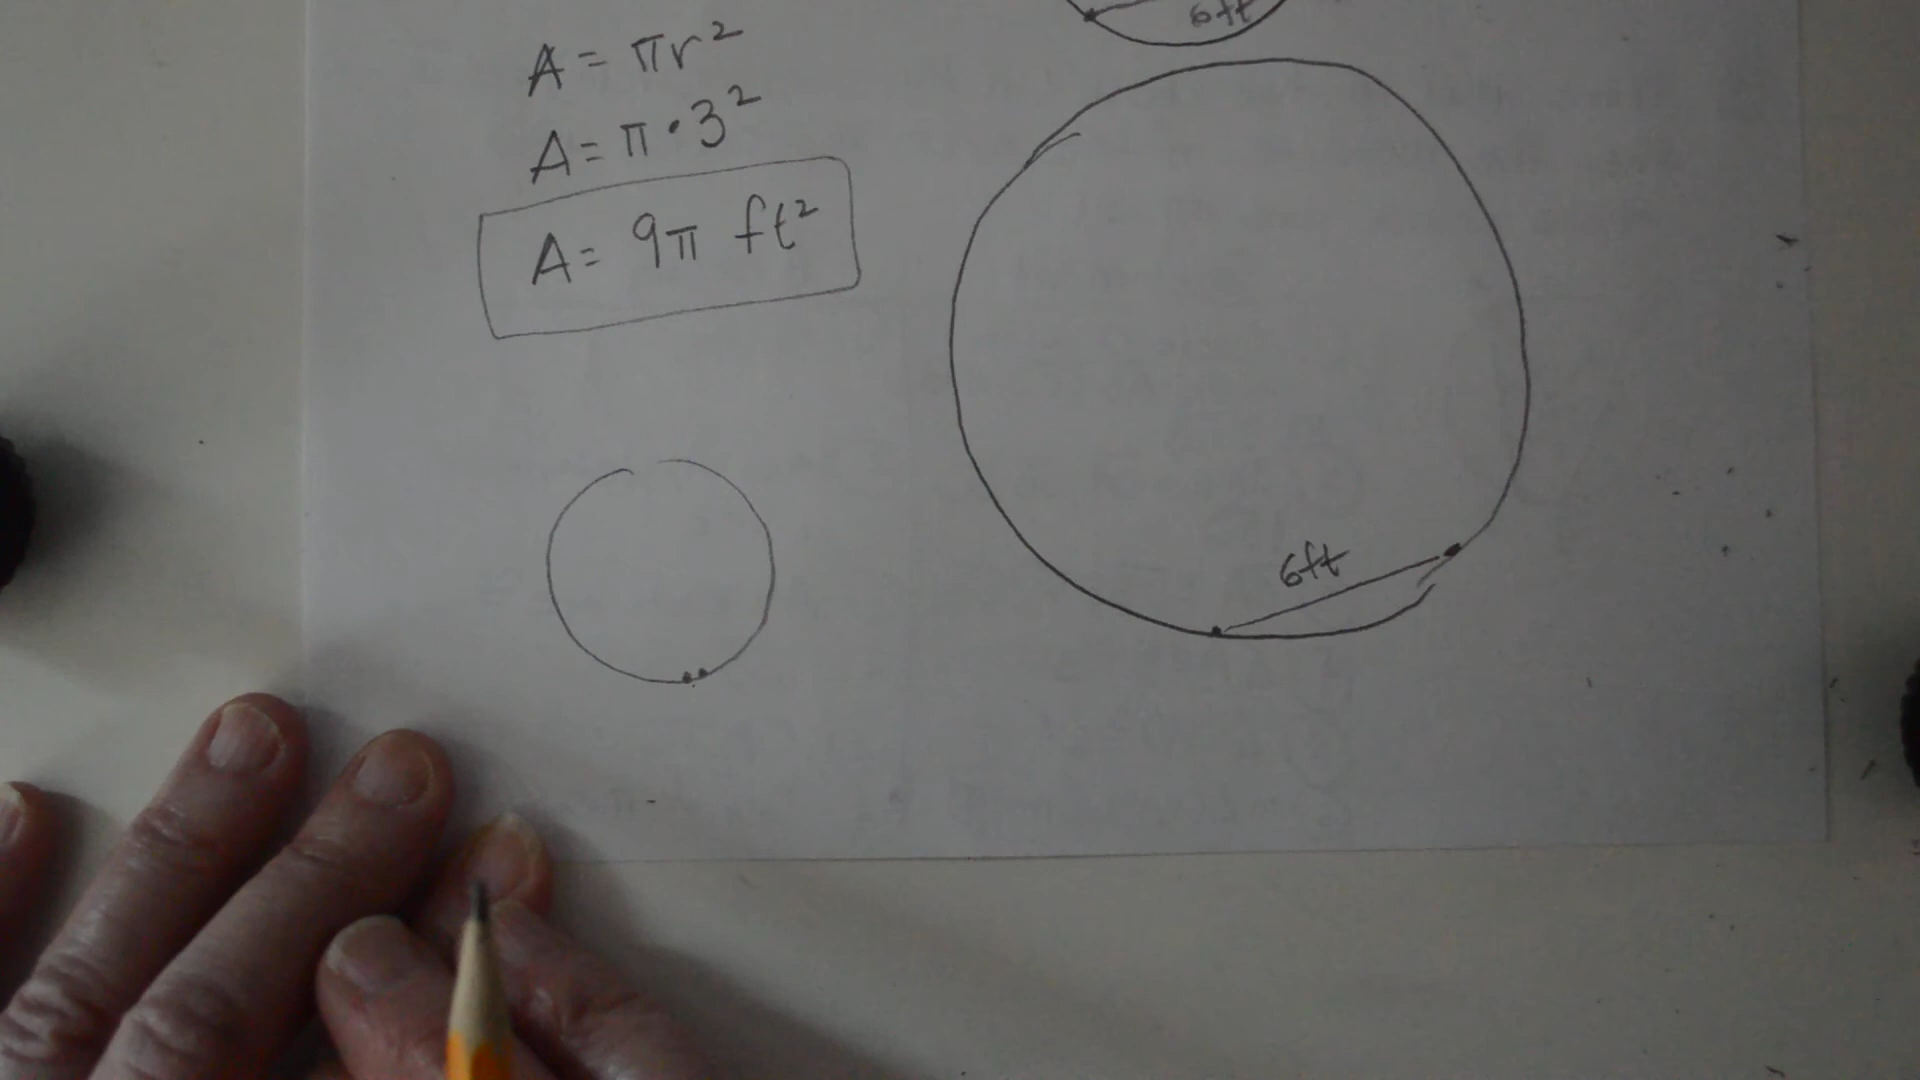 A = πr²
A = π • 3²
A = 9π ft²
6ft
6ft